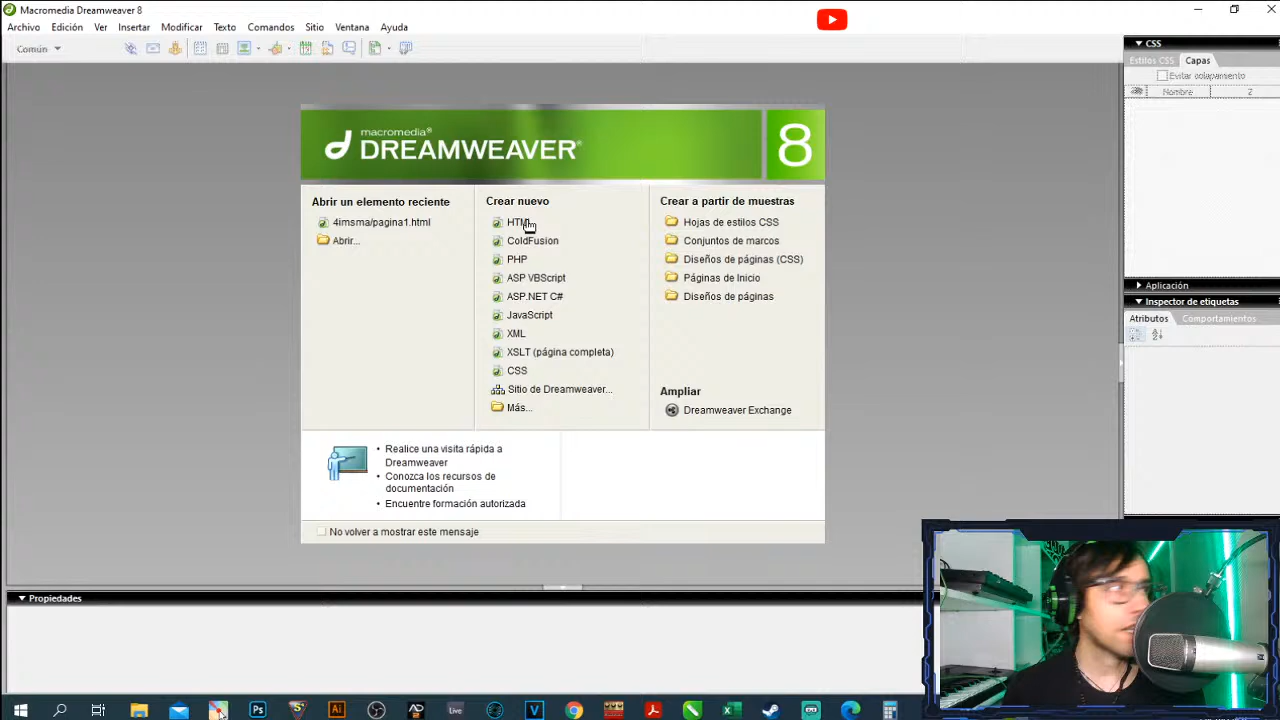 Macromedia Dreamweaver 8
Archivo Edición Ver Insertar Modificar Texto Comandos Sitio Ventana Ayuda
Común
CSS
Estilos CSS Capas
Evitar solapamiento
Nombre Z
macromedia®
DREAMWEAVER® 8
Abrir un elemento reciente
4imsma/pagina1.html
Abrir...
Crear nuevo
HTML
ColdFusion
PHP
ASP VBScript
ASP.NET C#
JavaScript
XML
XSLT (página completa)
CSS
Sitio de Dreamweaver...
Más...
Crear a partir de muestras
Hojas de estilos CSS
Conjuntos de marcos
Diseños de páginas (CSS)
Páginas de Inicio
Diseños de páginas
Ampliar
Dreamweaver Exchange
Aplicación
Inspector de etiquetas
Atributos Comportamientos
• Realice una visita rápida a
Dreamweaver
• Conozca los recursos de
documentación
• Encuentre formación autorizada
No volver a mostrar este mensaje
Propiedades
Ps Ai Live V